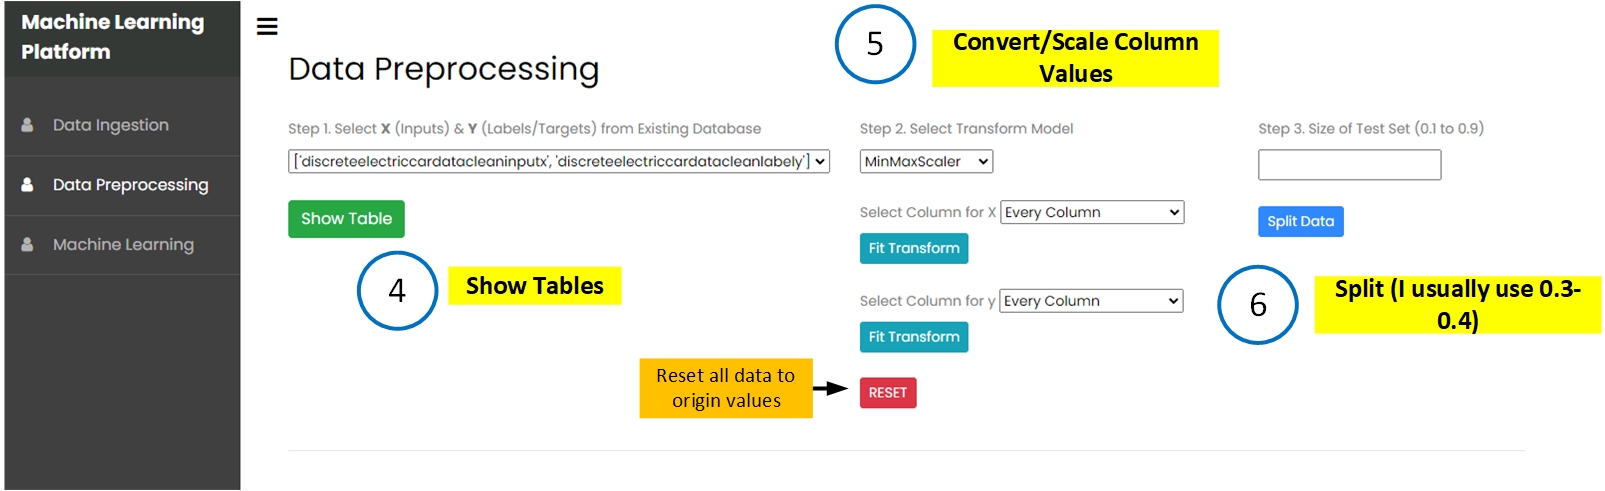 Machine Learning
Platform
Data Ingestion
Data Preprocessing
Machine Learning
Data Preprocessing
5
Convert/Scale Column
Values
Step 1. Select X (Inputs) & Y (Labels/Targets) from Existing Database
['discreteelectriccardatacleaninputx', 'discreteelectriccardatacleanlabely']
Show Table
4
Show Tables
Step 2. Select Transform Model
MinMaxScaler
Select Column for X Every Column
Fit Transform
Select Column for y Every Column
Fit Transform
Reset all data to
origin values
RESET
Step 3. Size of Test Set (0.1 to 0.9)
Split Data
6
Split (I usually use 0.3-
0.4)